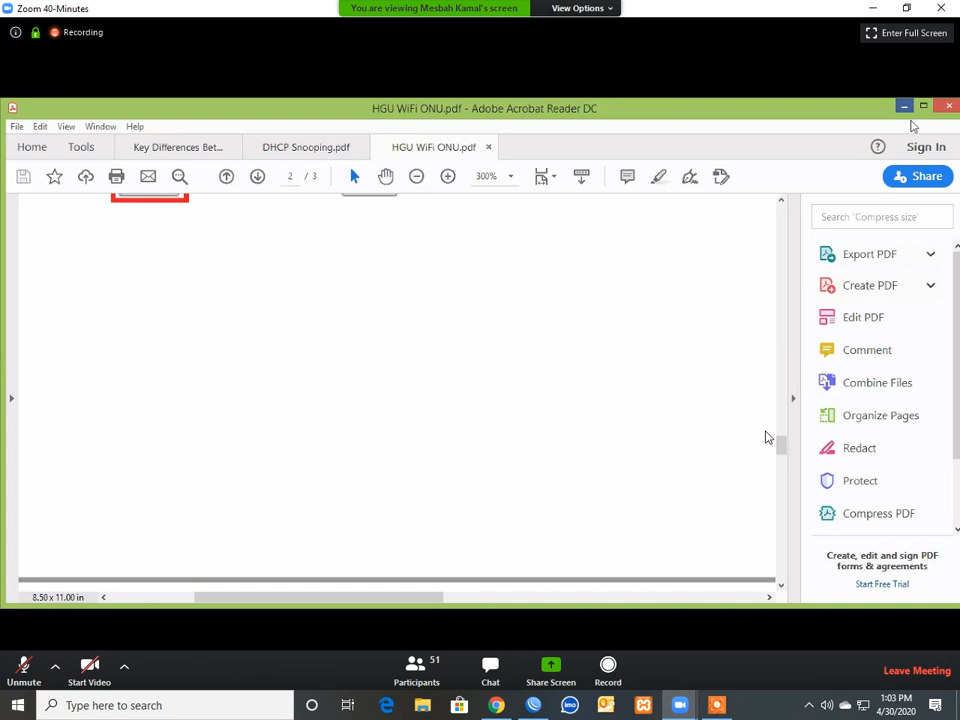 Zoom 40-Minutes
You are viewing Mesbah Kamal's screen
View Options
Recording
Enter Full Screen
HGU WiFi ONU.pdf - Adobe Acrobat Reader DC
File Edit View Window Help
Home Tools Key Differences Bet... DHCP Snooping.pdf HGU WiFi ONU.pdf × Sign In
2 / 3 300% Share
Search 'Compress size'
Export PDF
Create PDF
Edit PDF
Comment
Combine Files
Organize Pages
Redact
Protect
Compress PDF
Create, edit and sign PDF
forms & agreements
Start Free Trial
8.50 x 11.00 in
51
Unmute Start Video Participants Chat Share Screen Record Leave Meeting
Type here to search
imo
1:03 PM
4/30/2020